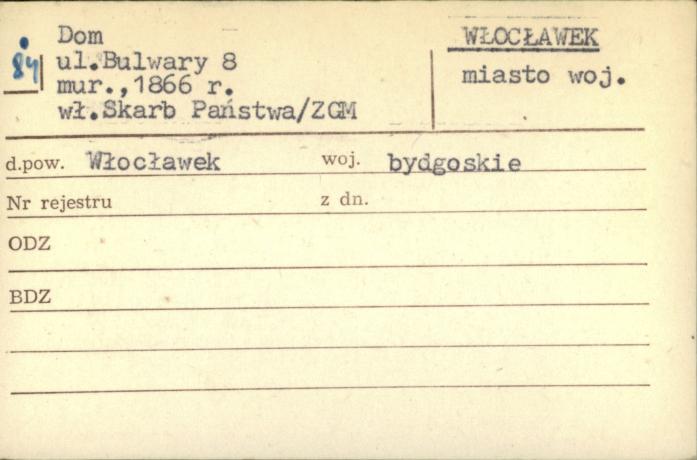 84
Dom
ul.Bulwary 8
mur.,1866 r.
wł.Skarb Państwa/ZGM
WŁOCŁAWEK
miasto woj.
d.pow. Włocławek woj. bydgoskie
Nr rejestru z dn.
ODZ
BDZ